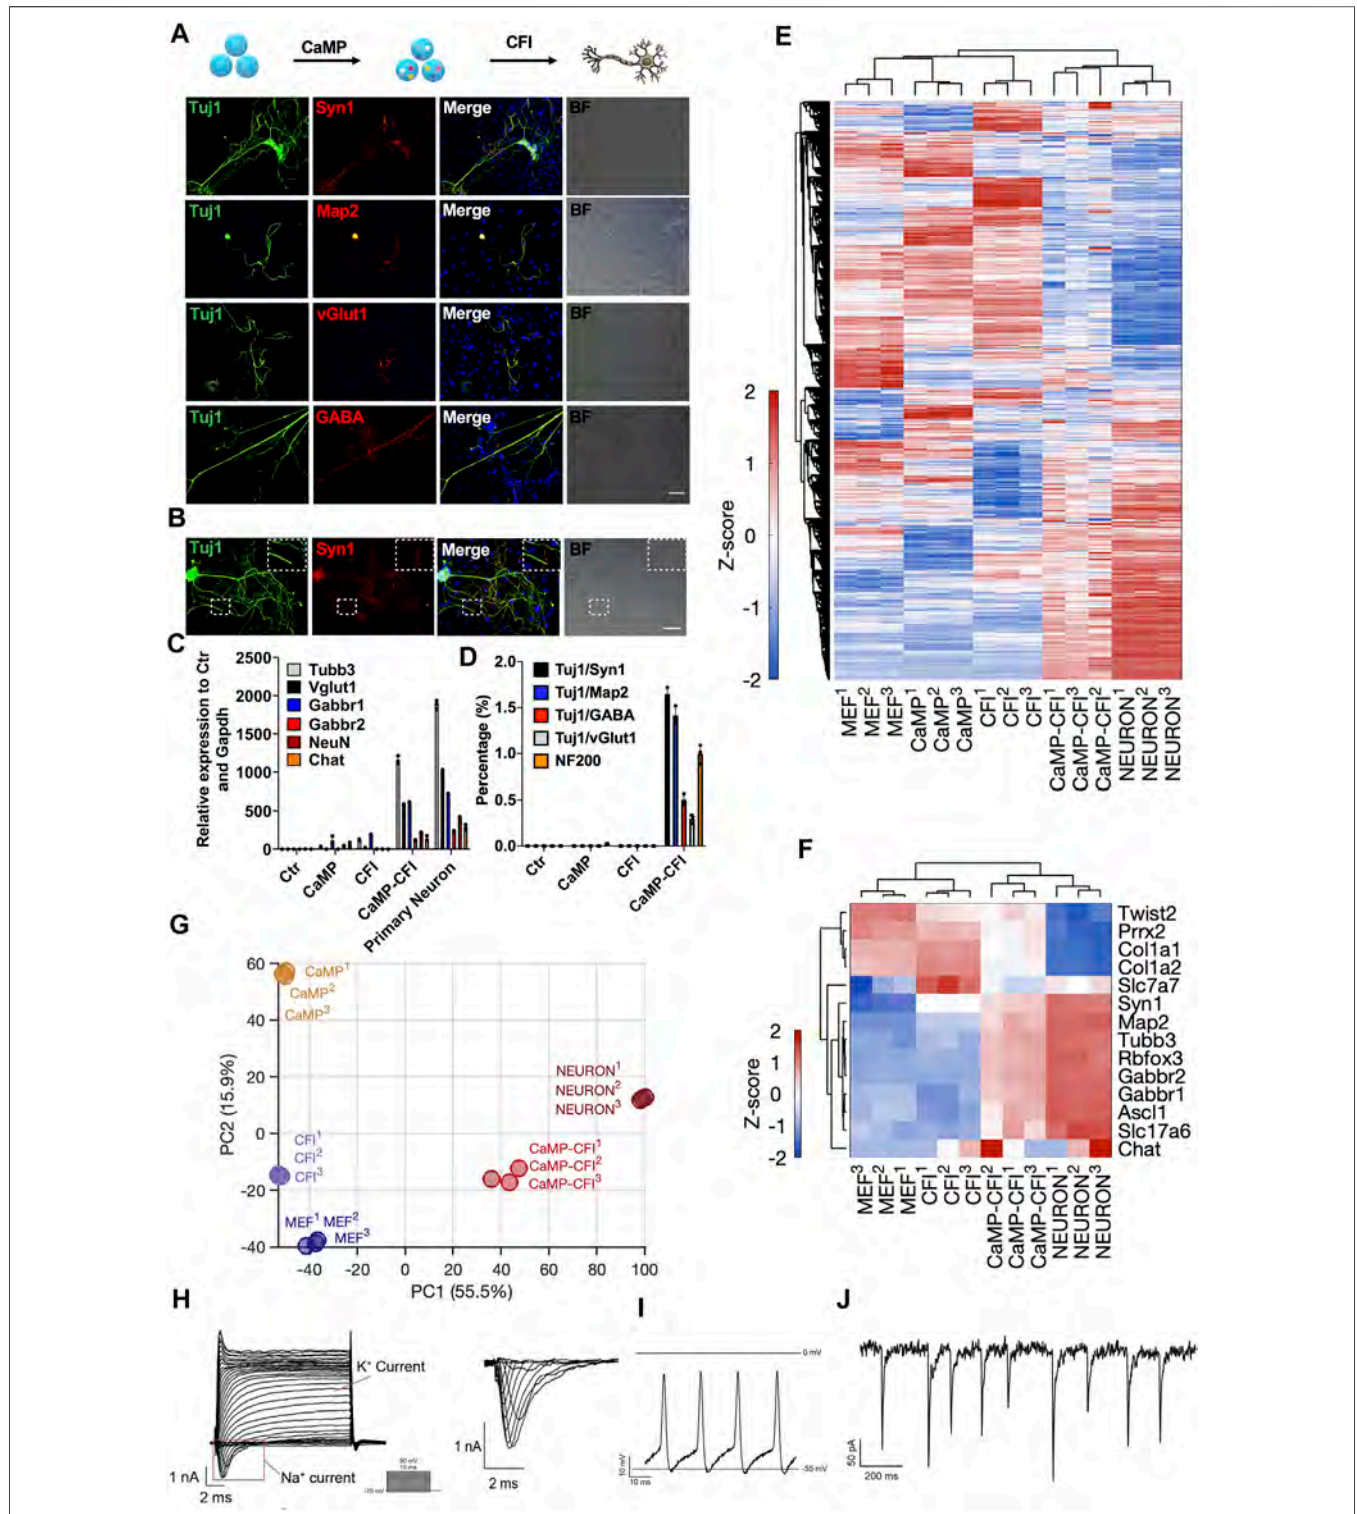 A
CaMP
CFI
Tuj1 Syn1 Merge BF
Tuj1 Map2 Merge BF
Tuj1 vGlut1 Merge BF
Tuj1 GABA Merge BF
B
Tuj1 Syn1 Merge BF
C
Relative expression to Ctr
and Gapdh
2500
2000
1500
1000
500
0
Tubb3
Vglut1
Gabbr1
Gabbr2
NeuN
Chat
Ctr
CaMP
CFI
CaMP-CFI
Primary Neuron
D
Percentage (%)
2.0
1.5
1.0
0.5
0.0
Tuj1/Syn1
Tuj1/Map2
Tuj1/GABA
Tuj1/vGlut1
NF200
Ctr
CaMP
CFI
CaMP-CFI
E
Z-score
2
1
0
-1
-2
MEF¹
MEF²
MEF³
CaMP¹
CaMP²
CaMP³
CFI¹
CFI²
CFI³
CaMP-CFI¹
CaMP-CFI³
CaMP-CFI²
NEURON¹
NEURON²
NEURON³
F
Twist2
Prrx2
Col1a1
Col1a2
Slc7a7
Syn1
Map2
Tubb3
Rbfox3
Gabbr2
Gabbr1
Ascl1
Slc17a6
Chat
Z-score
2
1
0
-1
-2
MEF³
MEF²
MEF¹
CFI¹
CFI²
CFI³
CaMP-CFI²
CaMP-CFI¹
CaMP-CFI³
NEURON¹
NEURON²
NEURON³
G
PC2 (15.9%)
60
40
20
0
-20
-40
CaMP¹
CaMP²
CaMP³
NEURON¹
NEURON²
NEURON³
CFI¹
CFI²
CFI³
CaMP-CFI¹
CaMP-CFI²
CaMP-CFI³
MEF¹ MEF²
MEF³
-40 -20 0 20 40 60 80 100
PC1 (55.5%)
H
K⁺ Current
Na⁺ current
1 nA
2 ms
-70 mV
1 nA
2 ms
I
0 mV
-55 mV
10 mV
10 ms
J
50 pA
200 ms